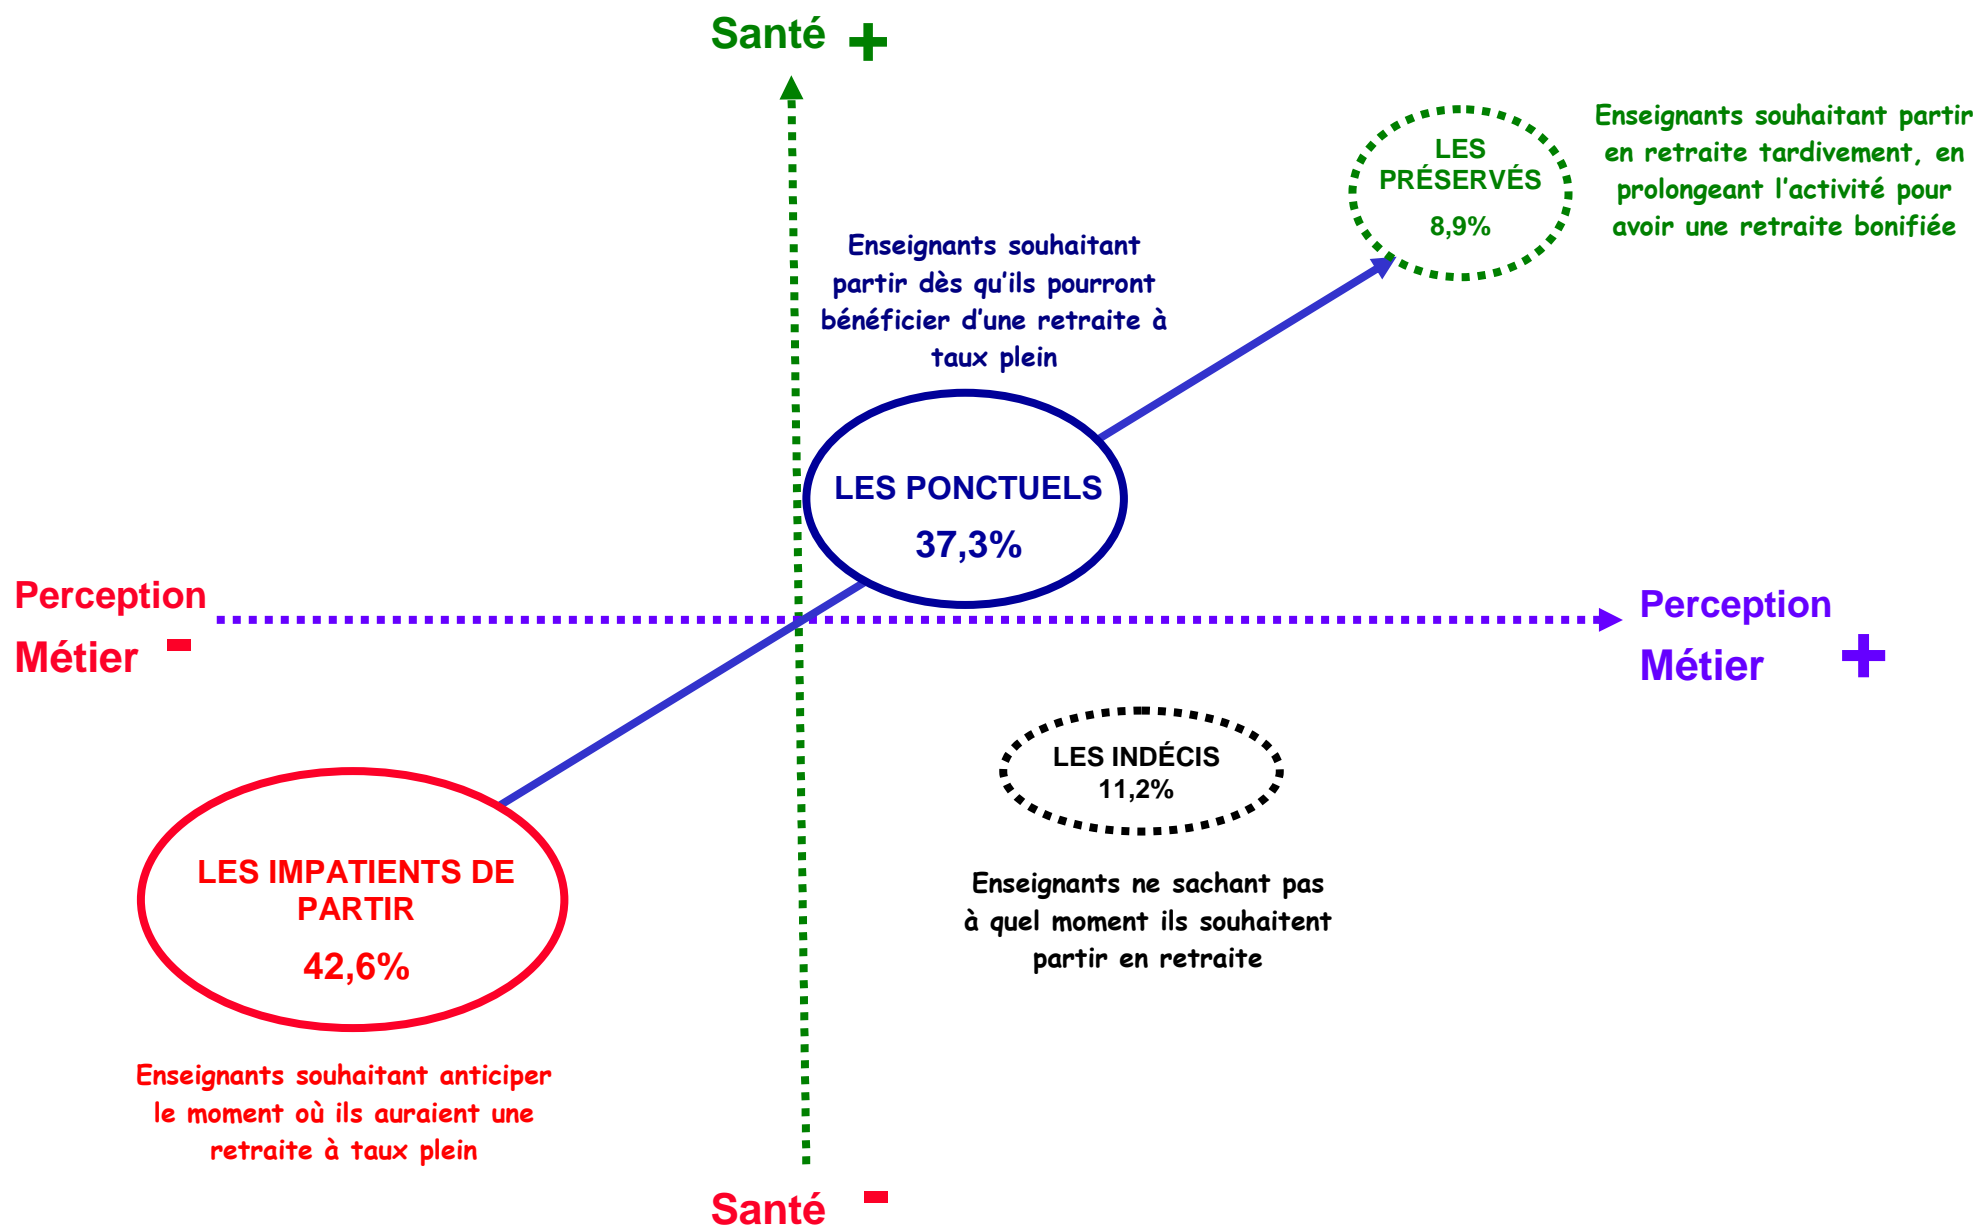 Santé +
Enseignants souhaitant partir
en retraite tardivement, en
prolongeant l'activité pour
avoir une retraite bonifiée
LES
PRÉSERVÉS
8,9%
Enseignants souhaitant
partir dès qu'ils pourront
bénéficier d'une retraite à
taux plein
LES PONCTUELS
37,3%
Perception
Métier -
Perception
Métier +
LES INDÉCIS
11,2%
Enseignants ne sachant pas
à quel moment ils souhaitent
partir en retraite
LES IMPATIENTS DE
PARTIR
42,6%
Enseignants souhaitant anticiper
le moment où ils auraient une
retraite à taux plein
Santé -